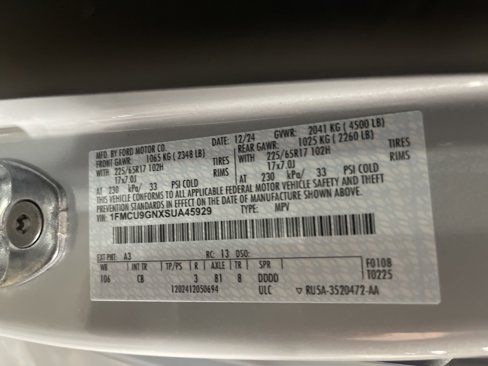 MFD. BY FORD MOTOR CO. DATE: 12/24 GVWR: 2041 KG ( 4500 LB)
FRONT GAWR: 1065 KG ( 2348 LB) REAR GAWR: 1025 KG ( 2260 LB)
WITH 225/65R17 102H TIRES WITH 225/65R17 102H TIRES
17x7.0J RIMS 17x7.0J RIMS
AT 230 kPa/ 33 PSI COLD AT 230 kPa/ 33 PSI COLD
THIS VEHICLE CONFORMS TO ALL APPLICABLE FEDERAL MOTOR VEHICLE SAFETY AND THEFT
PREVENTION STANDARDS IN EFFECT ON THE DATE OF MANUFACTURE SHOWN ABOVE.
VIN: 1FMCU9GNXSUA45929 TYPE: MPV
EXT PNT: A3 RC: 13 DSO:
WB INT TR TP/PS R AXLE TR SPR F0108
106 CB 3 81 8 DDDD T0225
1202412050694 ULC ▽ RU5A-3520472-AA